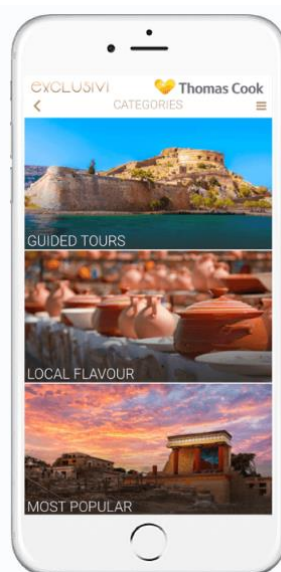 exclusivi Thomas Cook
CATEGORIES
GUIDED TOURS
LOCAL FLAVOUR
MOST POPULAR